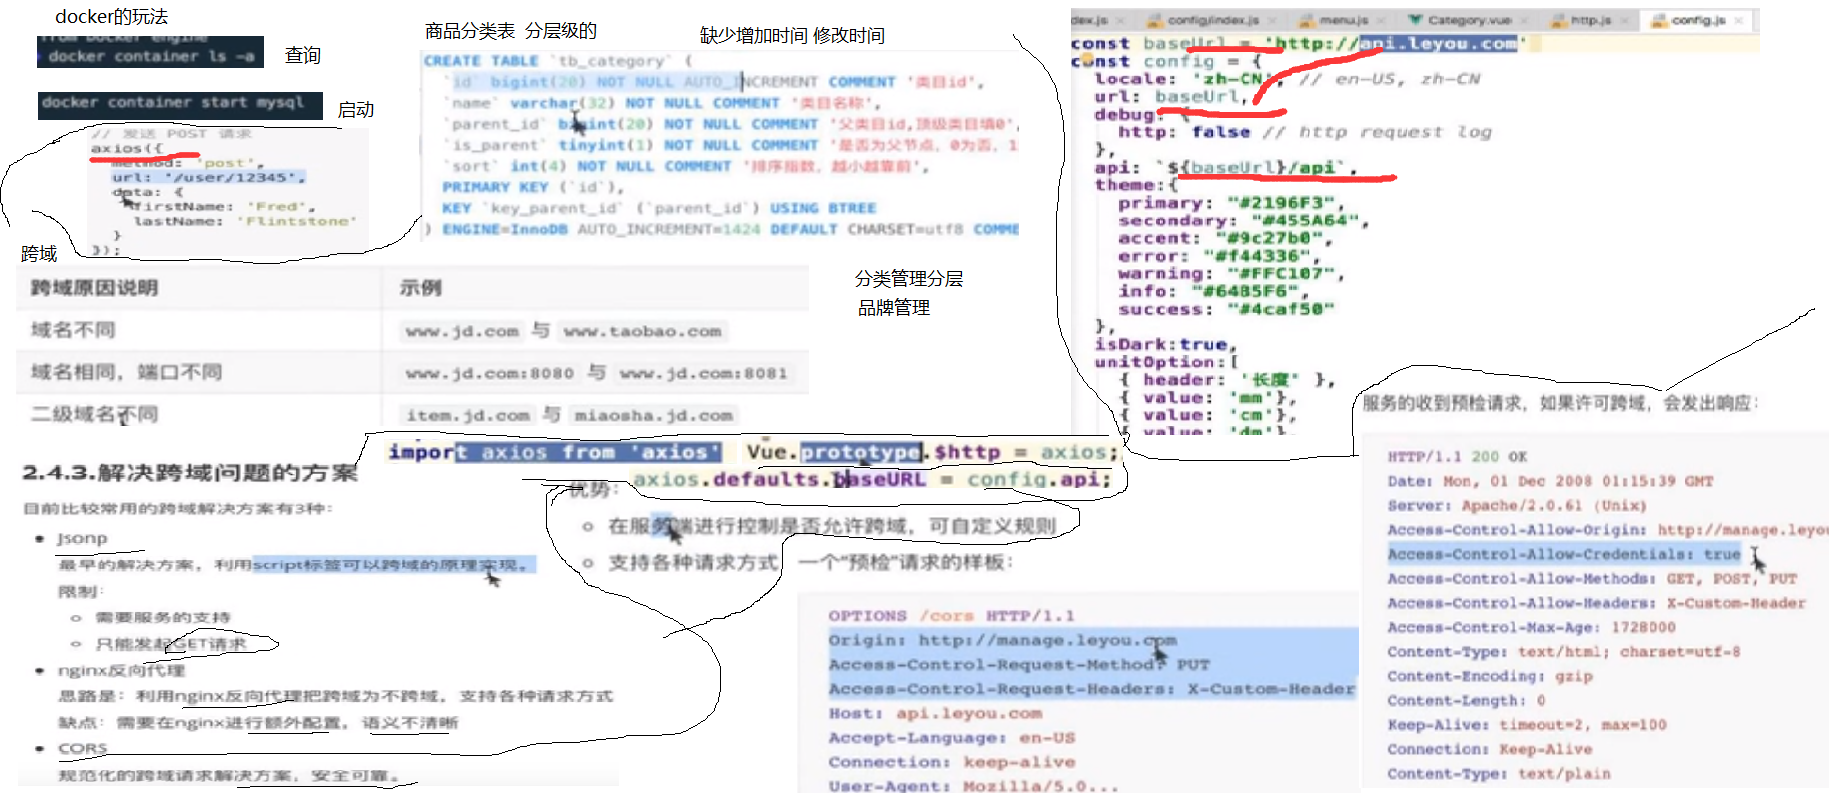 docker的玩法
from Docker engine
docker container ls -a
查询
docker container start mysql
启动
// 发送 POST 请求
axios({
method: 'post',
url: '/user/12345',
data: {
firstName: 'Fred',
lastName: 'Flintstone'
}
});
商品分类表 分层级的
缺少增加时间 修改时间
CREATE TABLE `tb_category` (
`id` bigint(20) NOT NULL AUTO_INCREMENT COMMENT '类目id',
`name` varchar(32) NOT NULL COMMENT '类目名称',
`parent_id` bigint(20) NOT NULL COMMENT '父类目id,顶级类目填0',
`is_parent` tinyint(1) NOT NULL COMMENT '是否为父节点，0为否，1
`sort` int(4) NOT NULL COMMENT '排序指数，越小越靠前',
PRIMARY KEY (`id`),
KEY `key_parent_id` (`parent_id`) USING BTREE
) ENGINE=InnoDB AUTO_INCREMENT=1424 DEFAULT CHARSET=utf8 COMME
分类管理分层
品牌管理
dex.js
config/index.js
menu.js
Category.vue
http.js
config.js
const baseUrl = 'http://api.leyou.com'
const config = {
locale: 'zh-CN', // en-US, zh-CN
url: baseUrl,
debug: {
http: false // http request log
},
api: `${baseUrl}/api`,
theme:{
primary: "#2196F3",
secondary: "#455A64",
accent: "#9c27b0",
error: "#f44336",
warning: "#FFC107",
info: "#64B5F6",
success: "#4caf50"
},
isDark:true,
unitOption:[
{ header: '长度' },
{ value: 'mm'},
{ value: 'cm'},
{ value: 'dm'},
跨域
跨域原因说明 示例
域名不同 www.jd.com 与 www.taobao.com
域名相同，端口不同 www.jd.com:8080 与 www.jd.com:8081
二级域名不同 item.jd.com 与 miaosha.jd.com
import axios from 'axios'
Vue.prototype.$http = axios;
axios.defaults.baseURL = config.api;
2.4.3.解决跨域问题的方案
目前比较常用的跨域解决方案有3种：
Jsonp
最早的解决方案，利用script标签可以跨域的原理实现。
限制：
需要服务的支持
只能发起GET请求
nginx反向代理
思路是：利用nginx反向代理把跨域为不跨域，支持各种请求方式
缺点：需要在nginx进行额外配置，语义不清晰
CORS
规范化的跨域请求解决方案，安全可靠。
优势：
在服务端进行控制是否允许跨域，可自定义规则
支持各种请求方式
一个“预检”请求的样板：
OPTIONS /cors HTTP/1.1
Origin: http://manage.leyou.com
Access-Control-Request-Method: PUT
Access-Control-Request-Headers: X-Custom-Header
Host: api.leyou.com
Accept-Language: en-US
Connection: keep-alive
User-Agent: Mozilla/5.0...
服务的收到预检请求，如果许可跨域，会发出响应：
HTTP/1.1 200 OK
Date: Mon, 01 Dec 2008 01:15:39 GMT
Server: Apache/2.0.61 (Unix)
Access-Control-Allow-Origin: http://manage.leyou
Access-Control-Allow-Credentials: true
Access-Control-Allow-Methods: GET, POST, PUT
Access-Control-Allow-Headers: X-Custom-Header
Access-Control-Max-Age: 1728000
Content-Type: text/html; charset=utf-8
Content-Encoding: gzip
Content-Length: 0
Keep-Alive: timeout=2, max=100
Connection: Keep-Alive
Content-Type: text/plain